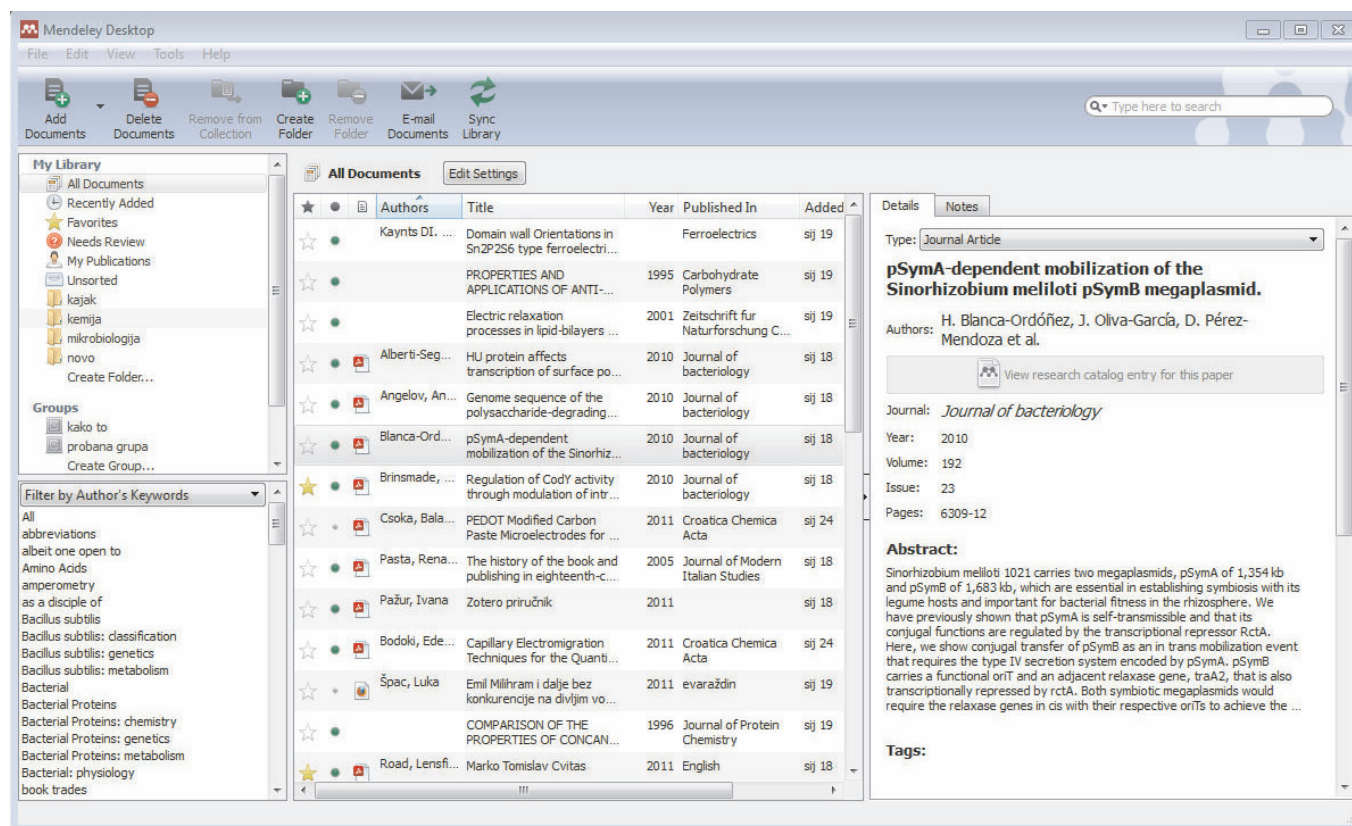 Mendeley Desktop
File Edit View Tools Help
Add Documents
Delete Documents
Remove from Collection
Create Folder
Remove Folder
E-mail Documents
Sync Library
Type here to search
My Library
All Documents
Recently Added
Favorites
Needs Review
My Publications
Unsorted
kajak
kemija
mikrobiologija
novo
Create Folder...
Groups
kako to
probana grupa
Create Group...
Filter by Author's Keywords
All
abbreviations
albeit one open to
Amino Acids
amperometry
as a disciple of
Bacillus subtilis
Bacillus subtilis: classification
Bacillus subtilis: genetics
Bacillus subtilis: metabolism
Bacterial
Bacterial Proteins
Bacterial Proteins: chemistry
Bacterial Proteins: genetics
Bacterial Proteins: metabolism
Bacterial: physiology
book trades
All Documents Edit Settings
Authors Title Year Published In Added
Kaynts DI. ... Domain wall Orientations in Ferroelectrics sij 19
Sn2P2S6 type ferroelectri...
PROPERTIES AND 1995 Carbohydrate sij 19
APPLICATIONS OF ANTI-... Polymers
Electric relaxation 2001 Zeitschrift fur sij 19
processes in lipid-bilayers ... Naturforschung C...
Alberti-Seg... HU protein affects 2010 Journal of sij 18
transcription of surface po... bacteriology
Angelov, An... Genome sequence of the 2010 Journal of sij 18
polysaccharide-degrading... bacteriology
Blanca-Ord... pSymA-dependent 2010 Journal of sij 18
mobilization of the Sinorhiz... bacteriology
Brinsmade, ... Regulation of CodY activity 2010 Journal of sij 18
through modulation of intr... bacteriology
Csoka, Bala... PEDOT Modified Carbon 2011 Croatica Chemica sij 24
Paste Microelectrodes for ... Acta
Pasta, Rena... The history of the book and 2005 Journal of Modern sij 18
publishing in eighteenth-c... Italian Studies
Pažur, Ivana Zotero priručnik 2011 sij 18
Bodoki, Ede... Capillary Electromigration 2011 Croatica Chemica sij 24
Techniques for the Quanti... Acta
Špac, Luka Emil Milihram i dalje bez 2011 evaraždin sij 19
konkurencije na divljim vo...
COMPARISON OF THE 1996 Journal of Protein sij 19
PROPERTIES OF CONCAN... Chemistry
Road, Lensfi... Marko Tomislav Cvitas 2011 English sij 18
Details Notes
Type: Journal Article
pSymA-dependent mobilization of the
Sinorhizobium meliloti pSymB megaplasmid.
Authors: H. Blanca-Ordóñez, J. Oliva-García, D. Pérez-
Mendoza et al.
View research catalog entry for this paper
Journal: Journal of bacteriology
Year: 2010
Volume: 192
Issue: 23
Pages: 6309-12
Abstract:
Sinorhizobium meliloti 1021 carries two megaplasmids, pSymA of 1,354 kb
and pSymB of 1,683 kb, which are essential in establishing symbiosis with its
legume hosts and important for bacterial fitness in the rhizosphere. We
have previously shown that pSymA is self-transmissible and that its
conjugal functions are regulated by the transcriptional repressor RctA.
Here, we show conjugal transfer of pSymB as an in trans mobilization event
that requires the type IV secretion system encoded by pSymA. pSymB
carries a functional oriT and an adjacent relaxase gene, traA2, that is also
transcriptionally repressed by rctA. Both symbiotic megaplasmids would
require the relaxase genes in cis with their respective oriTs to achieve the ...
Tags: